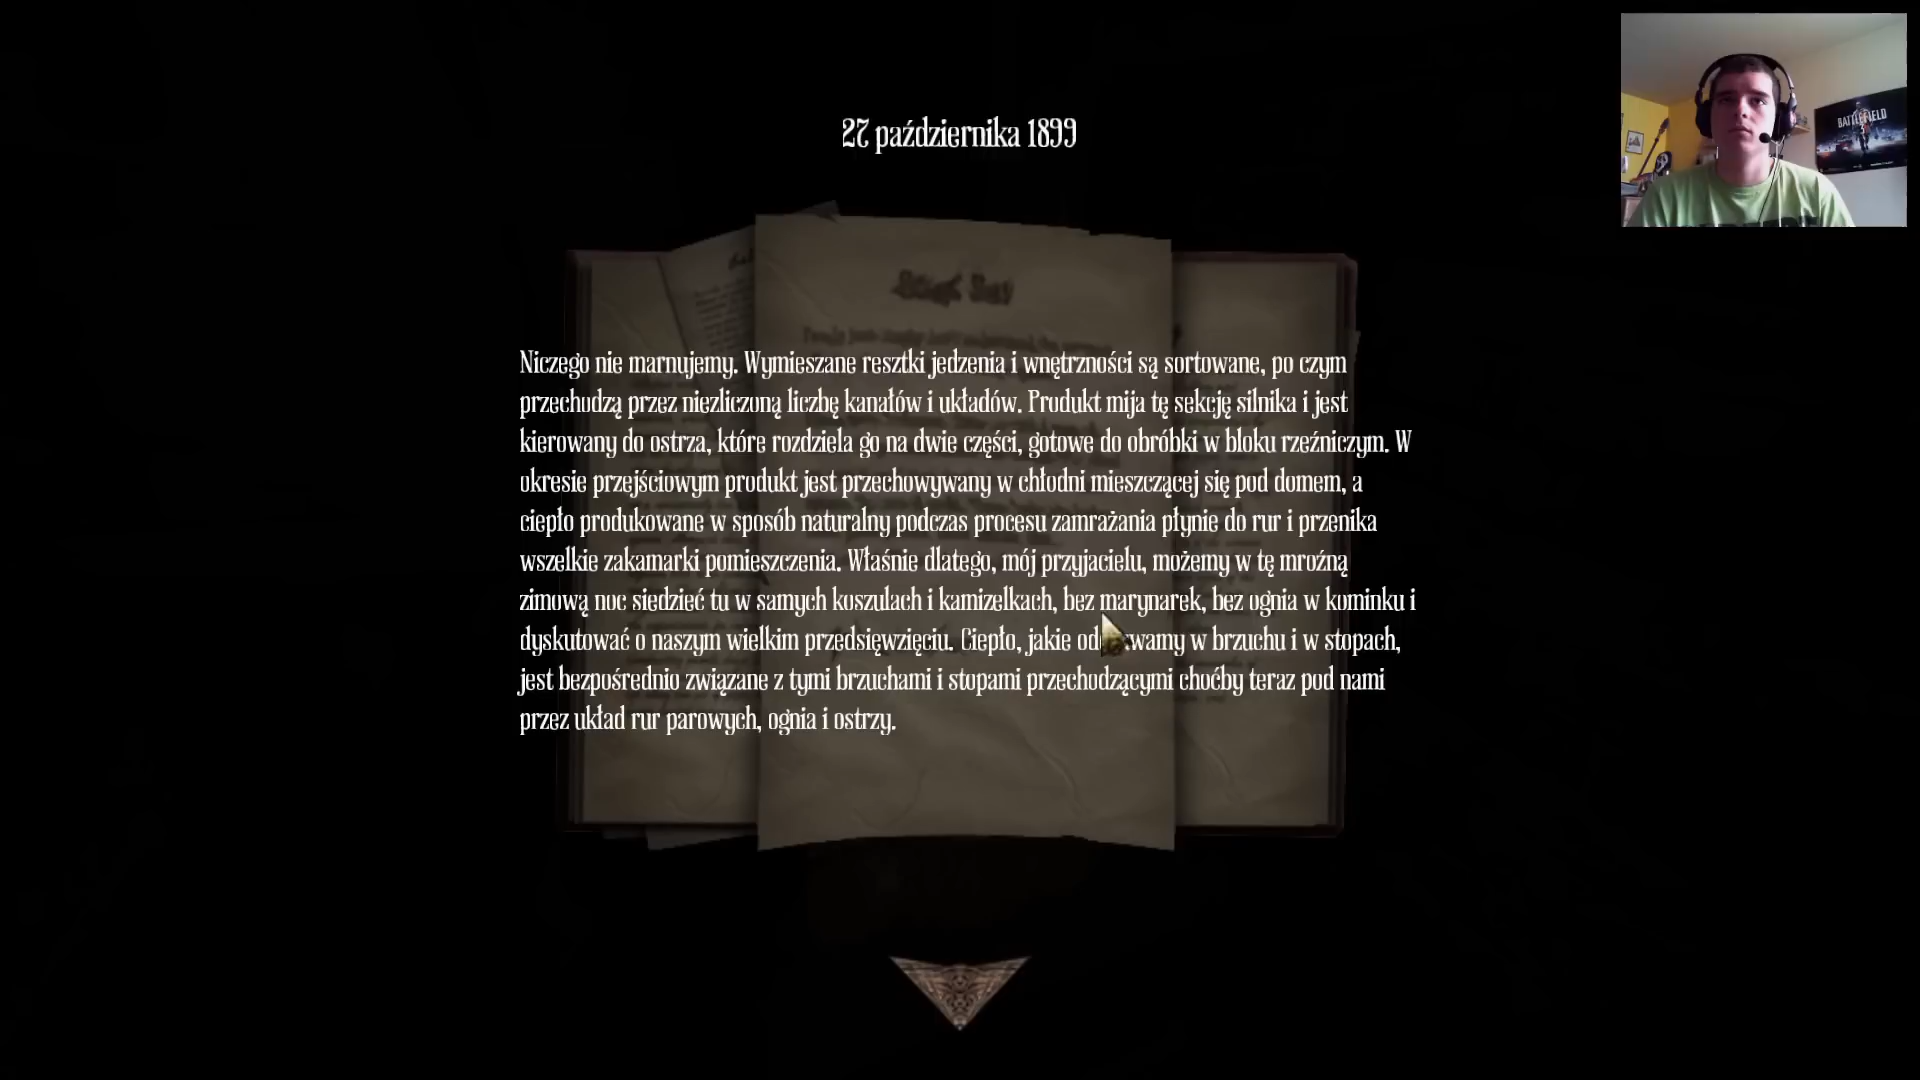 27 października 1899
Niczego nie marnujemy. Wymieszane resztki jedzenia i wnętrzności są sortowane, po czym
przechodzą przez niezliczoną liczbę kanałów i układów. Produkt mija tę sekcję silnika i jest
kierowany do ostrza, które rozdziela go na dwie części, gotowe do obróbki w bloku rzeźniczym. W
okresie przejściowym produkt jest przechowywany w chłodni mieszczącej się pod domem, a
ciepło produkowane w sposób naturalny podczas procesu zamrażania płynie do rur i przenika
wszelkie zakamarki pomieszczenia. Właśnie dlatego, mój przyjacielu, możemy w tę mroźną
zimową noc siedzieć tu w samych koszulach i kamizelkach, bez marynarek, bez ognia w kominku i
dyskutować o naszym wielkim przedsięwzięciu. Ciepło, jakie w brzuchu i w stopach,
jest bezpośrednio związane z tymi brzuchami i stopami przechodzącymi choćby teraz pod nami
przez układ rur parowych, ognia i ostrzy.
BATTLEFIELD
3